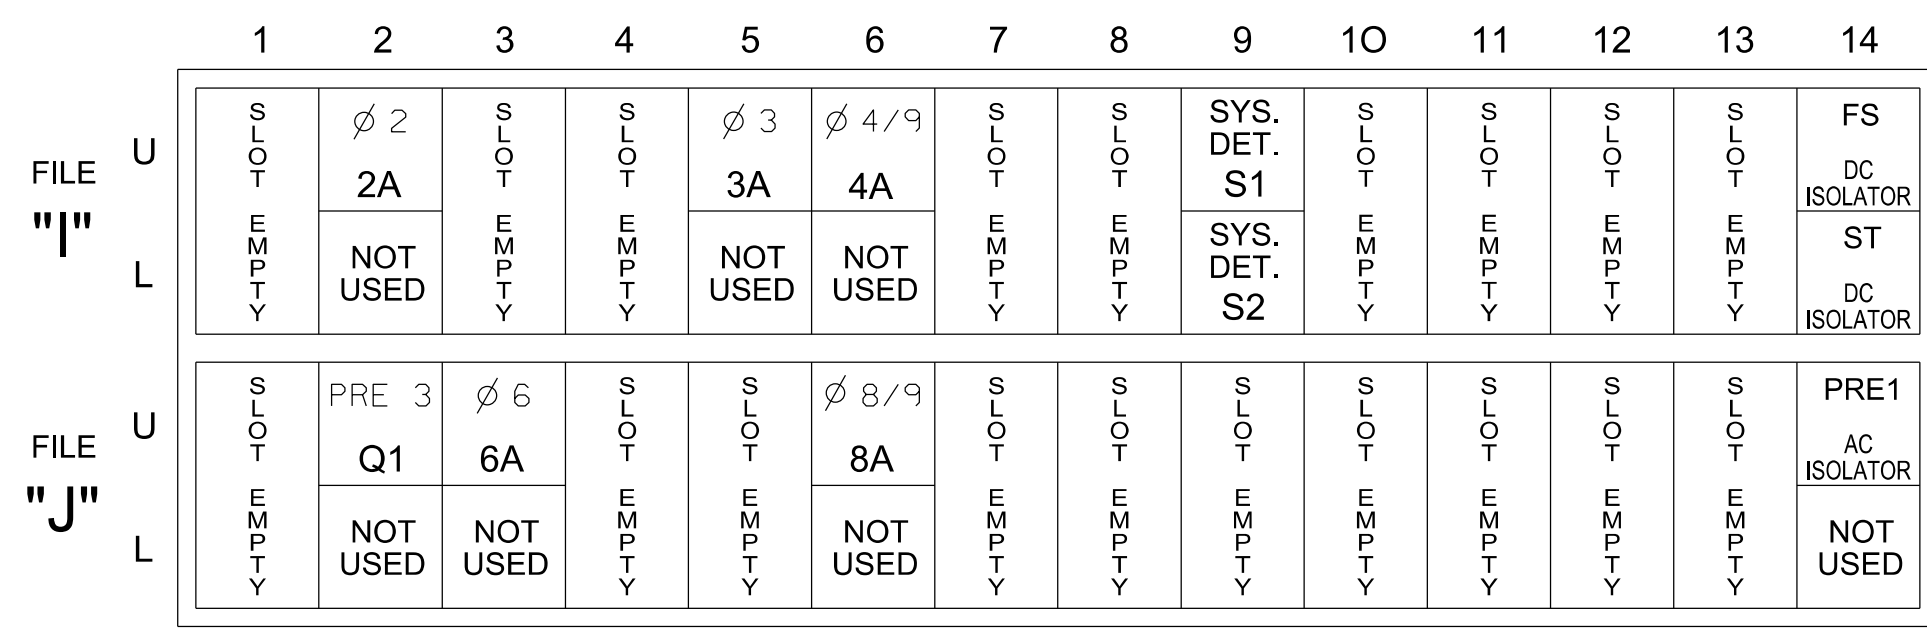 1 2 3 4 5 6 7 8 9 10 11 12 13 14
FILE
"I"
U
L
SLOT EMPTY
Ø 2
2A
NOT
USED
SLOT EMPTY
SLOT EMPTY
Ø 3
3A
NOT
USED
Ø 4/9
4A
NOT
USED
SLOT EMPTY
SLOT EMPTY
SYS.
DET.
S1
SYS.
DET.
S2
SLOT EMPTY
SLOT EMPTY
SLOT EMPTY
SLOT EMPTY
FS
DC
ISOLATOR
ST
DC
ISOLATOR
FILE
"J"
U
L
SLOT EMPTY
PRE 3
Q1
NOT
USED
Ø 6
6A
NOT
USED
SLOT EMPTY
SLOT EMPTY
Ø 8/9
8A
NOT
USED
SLOT EMPTY
SLOT EMPTY
SLOT EMPTY
SLOT EMPTY
SLOT EMPTY
SLOT EMPTY
SLOT EMPTY
PRE1
AC
ISOLATOR
NOT
USED